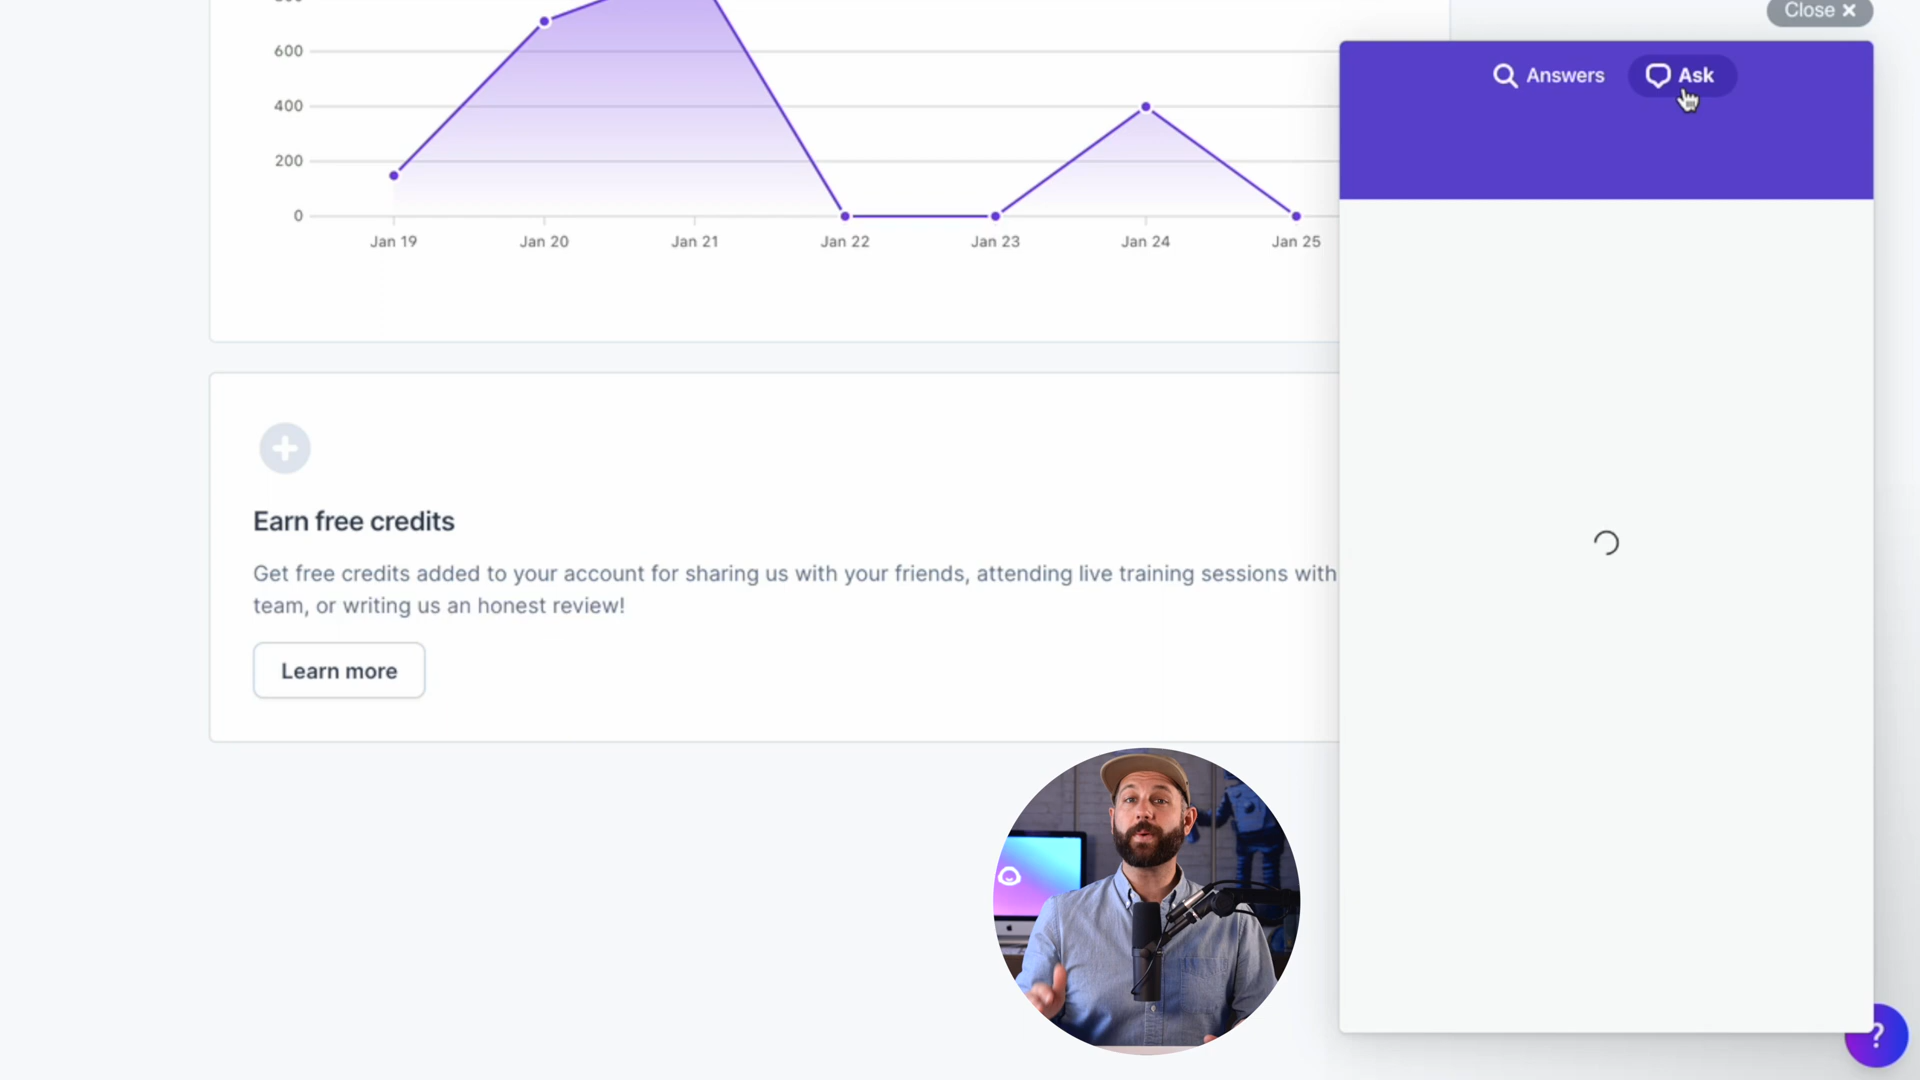 Close ×
Answers
Ask
600
400
200
0
Jan 19
Jan 20
Jan 21
Jan 22
Jan 23
Jan 24
Jan 25
Earn free credits
Get free credits added to your account for sharing us with your friends, attending live training sessions with
team, or writing us an honest review!
Learn more
?